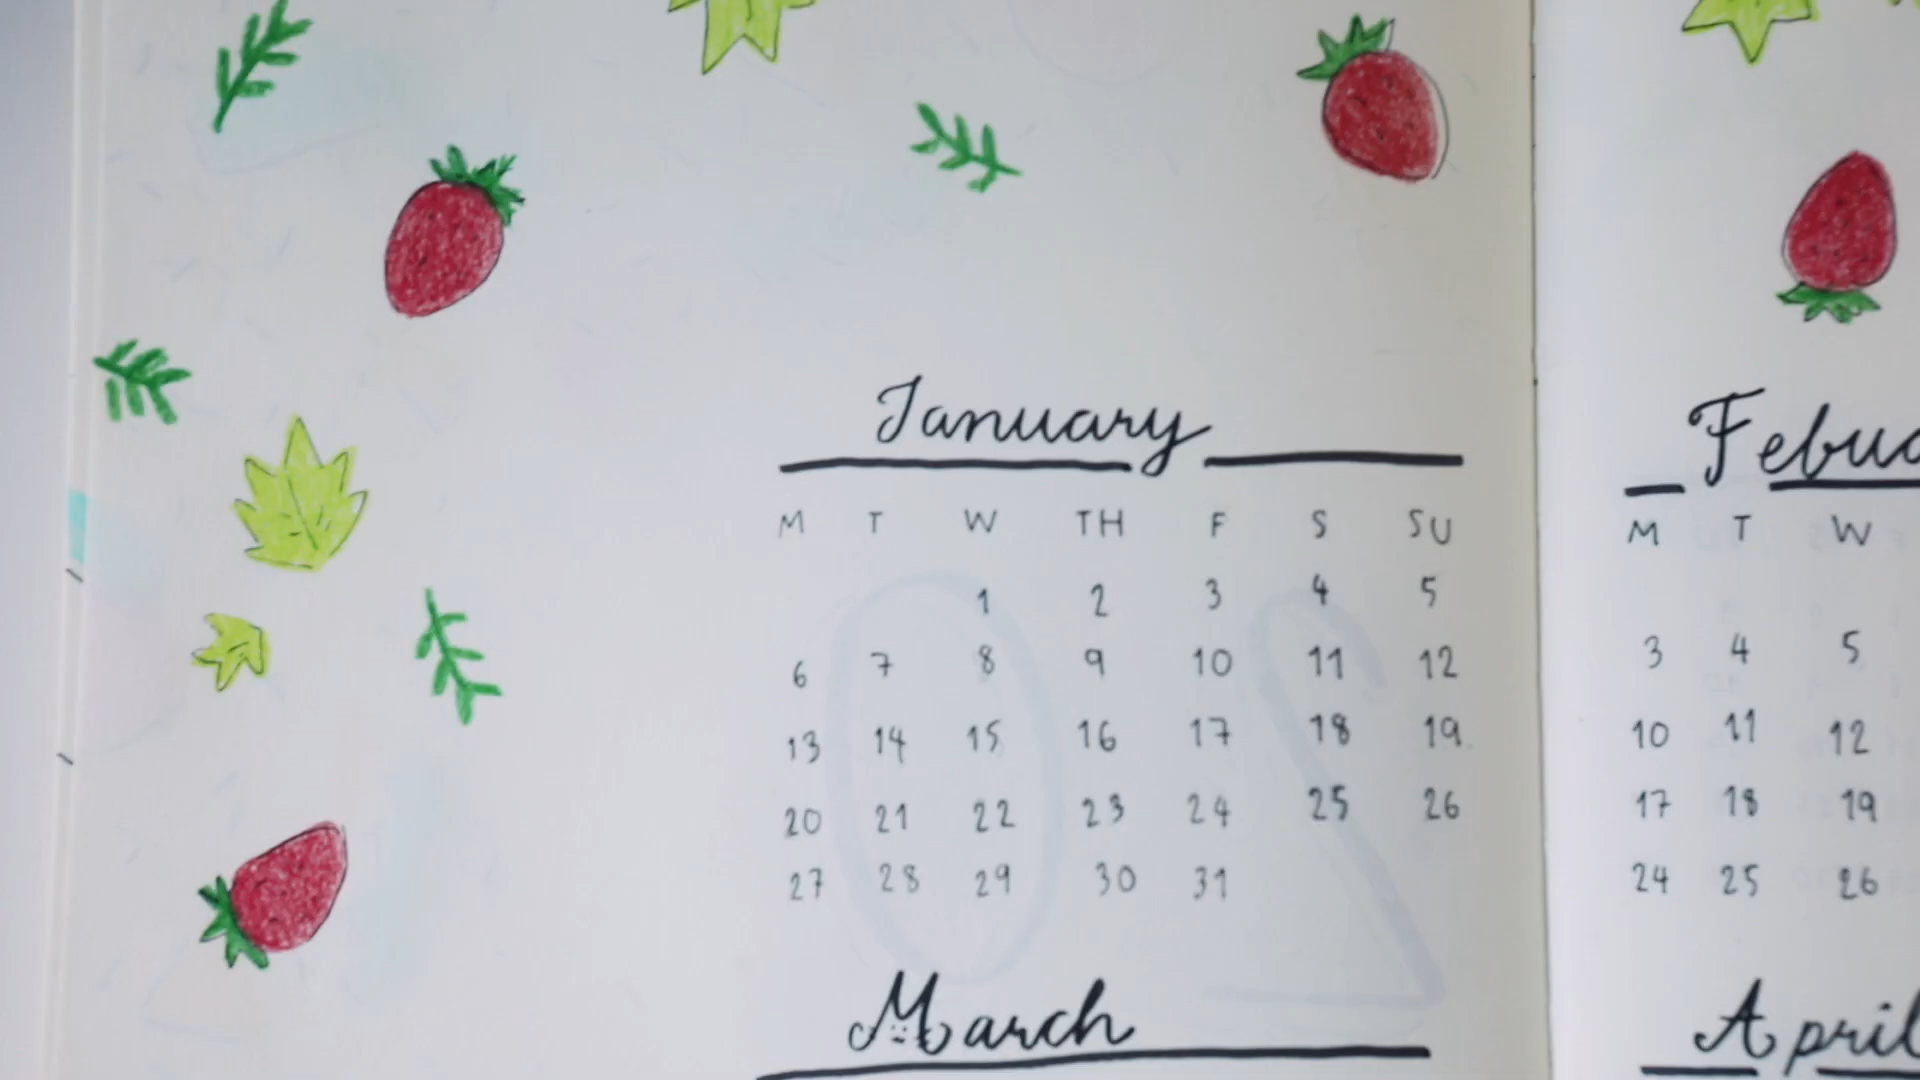 January
M T W TH F S SU
1 2 3 4 5
6 7 8 9 10 11 12
13 14 15 16 17 18 19
20 21 22 23 24 25 26
27 28 29 30 31
March
Febua
M T W
3 4 5
10 11 12
17 18 19
24 25 26
April